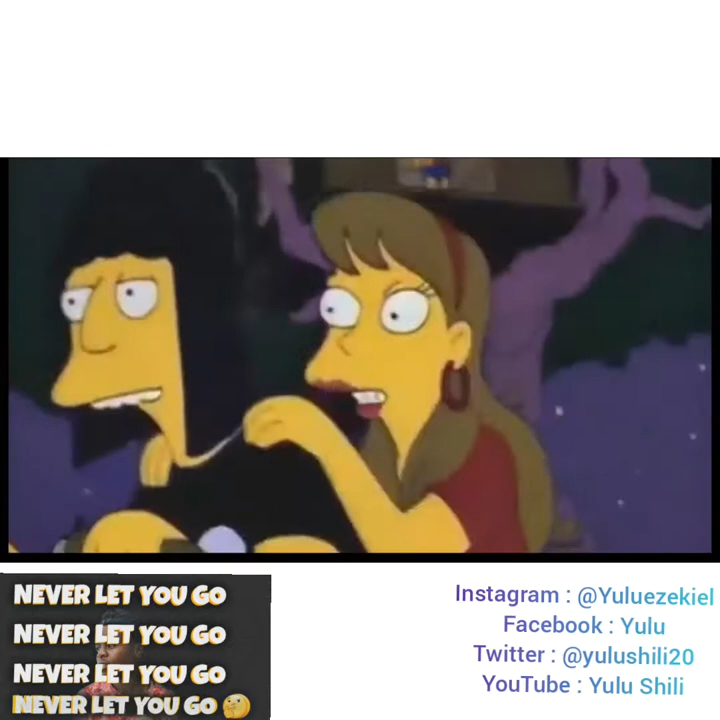 NEVER LET YOU GO
NEVER LET YOU GO
NEVER LET YOU GO
NEVER LET YOU GO 🤔
Instagram : @Yuluezekiel
Facebook : Yulu
Twitter : @yulushili20
YouTube : Yulu Shili